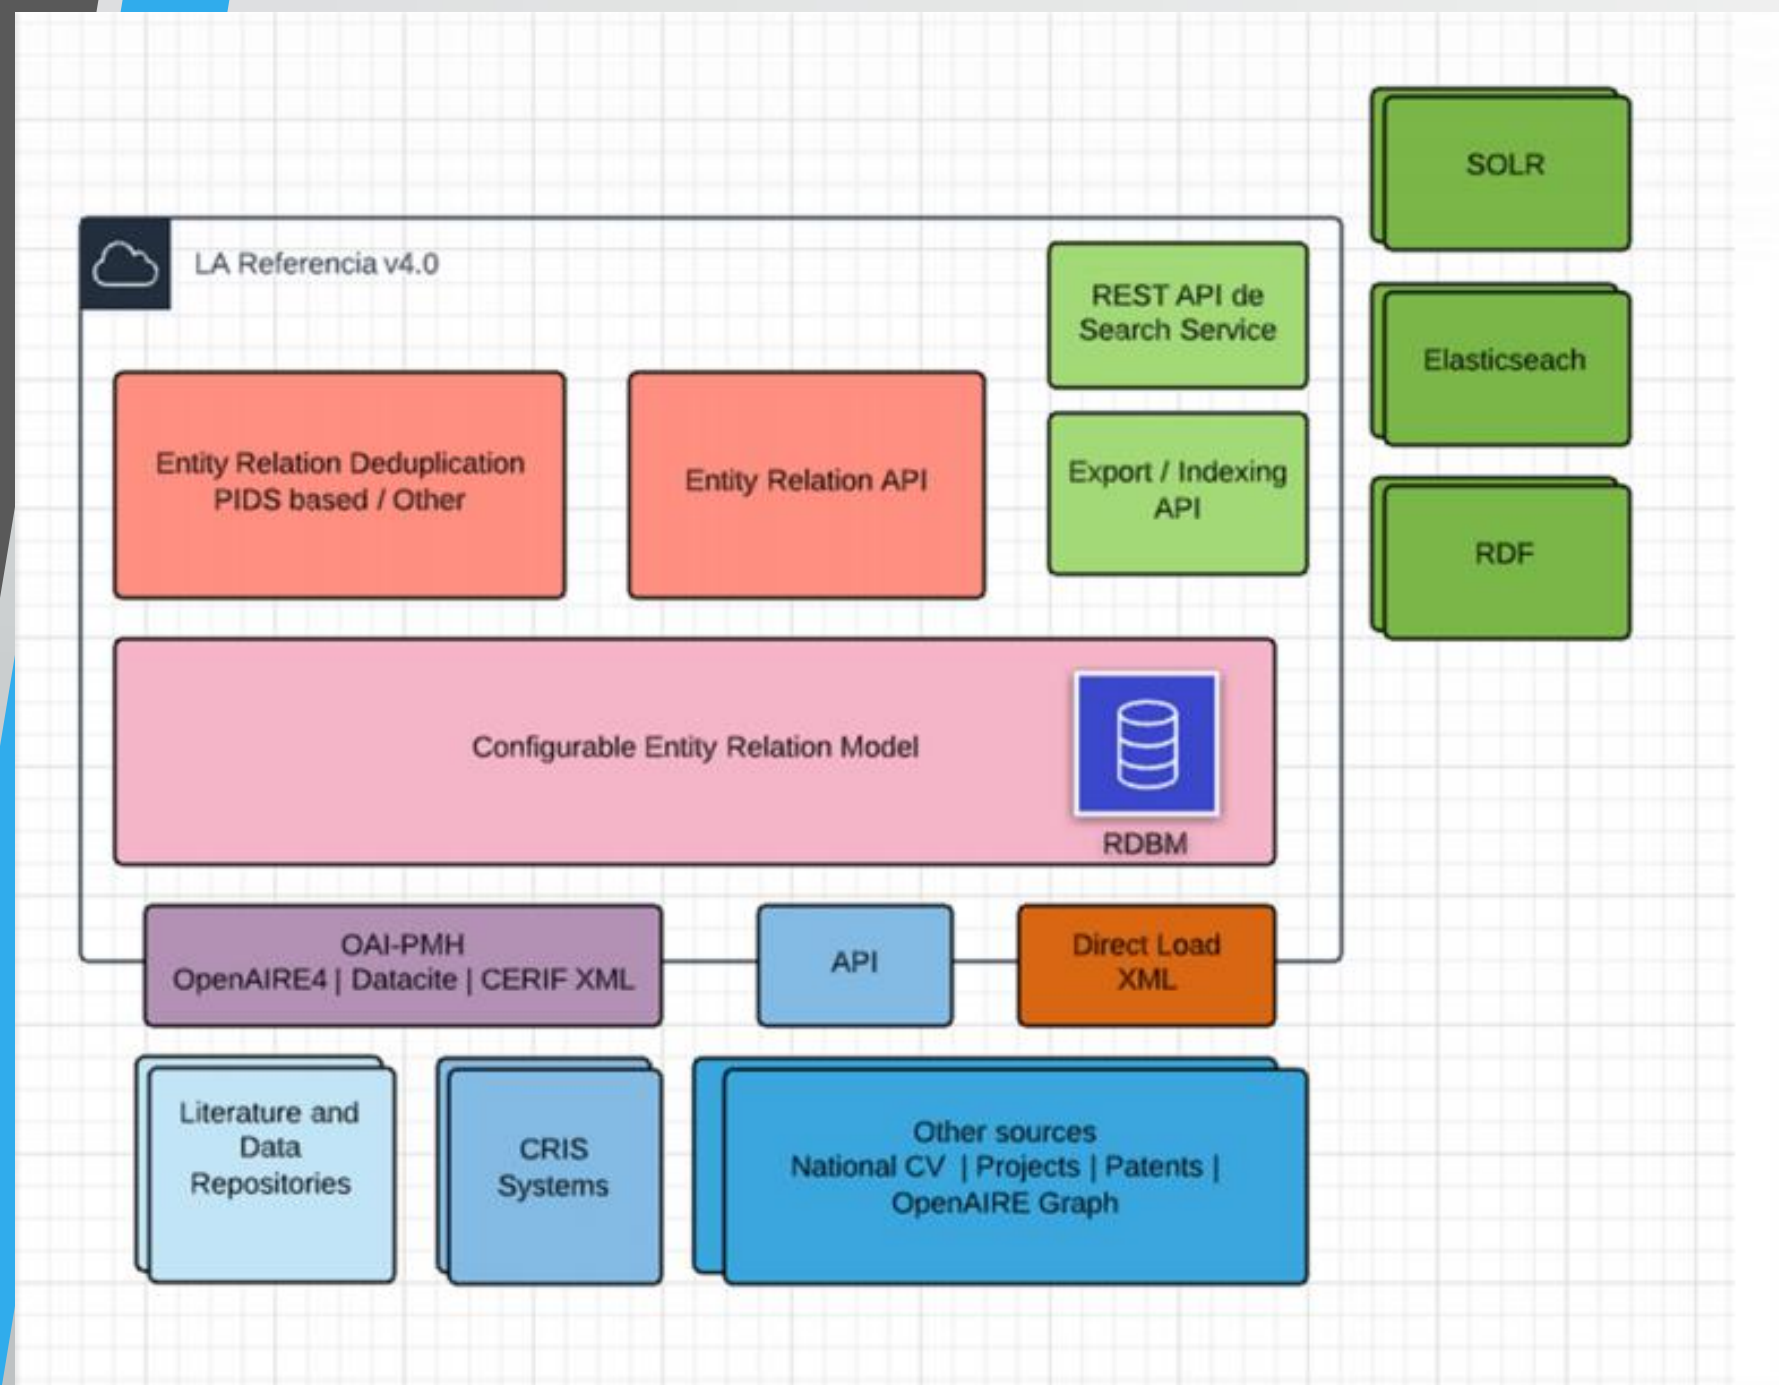 SOLR
LA Referencia v4.0
REST API de
Search Service
Elasticseach
Entity Relation Deduplication
PIDS based / Other
Entity Relation API
Export / Indexing
API
RDF
Configurable Entity Relation Model
RDBM
OAI-PMH
OpenAIRE4 | Datacite | CERIF XML
API
Direct Load
XML
Literature and
Data
Repositories
CRIS
Systems
Other sources
National CV | Projects | Patents |
OpenAIRE Graph